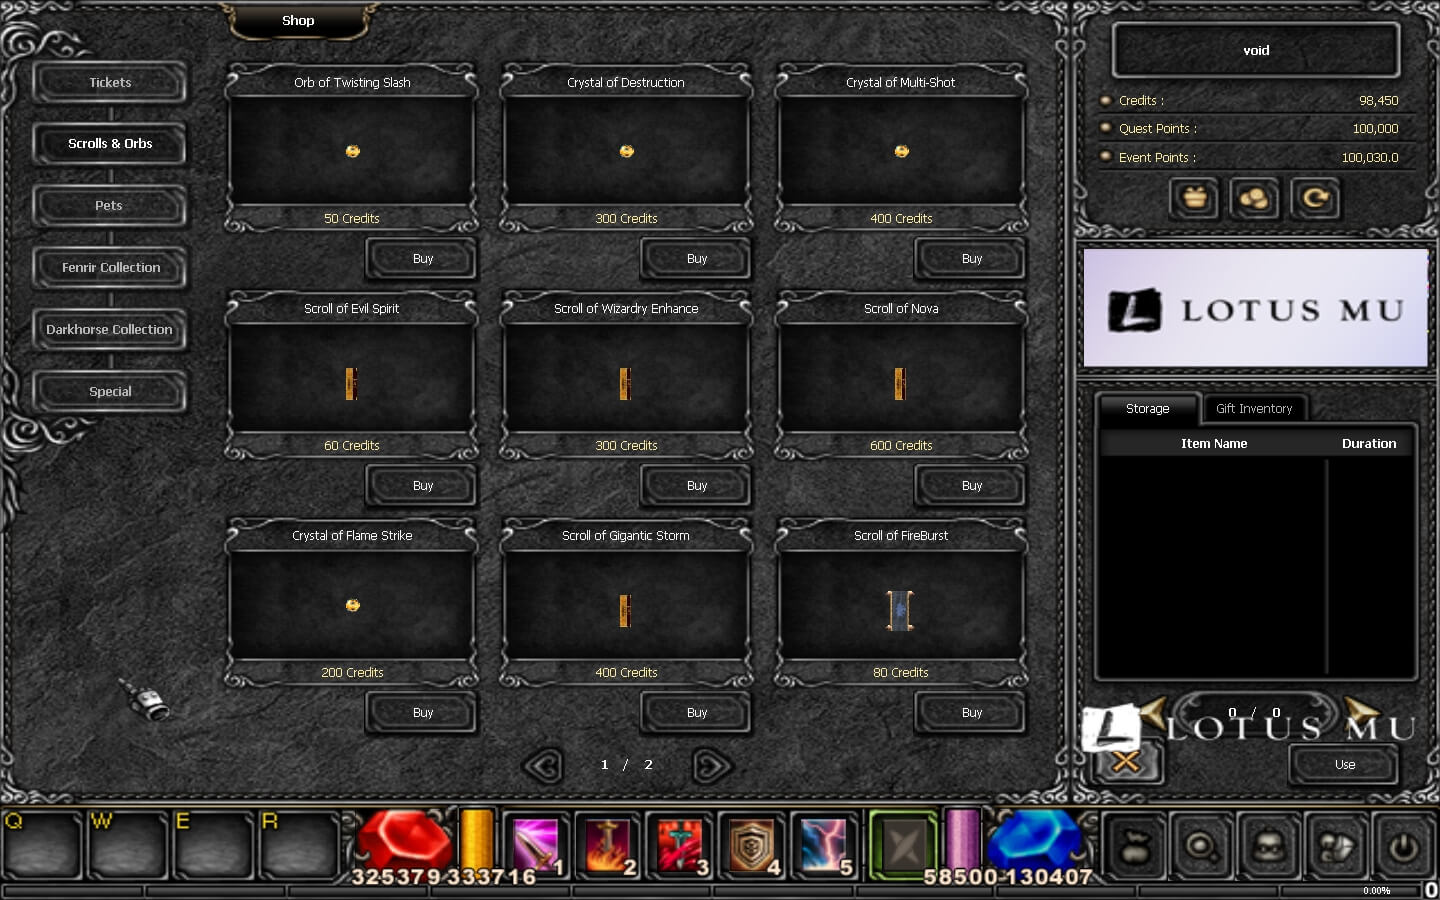 Shop
Tickets
Scrolls & Orbs
Pets
Fenrir Collection
Darkhorse Collection
Special
Orb of Twisting Slash
50 Credits
Buy
Crystal of Destruction
300 Credits
Buy
Crystal of Multi-Shot
400 Credits
Buy
Scroll of Evil Spirit
60 Credits
Buy
Scroll of Wizardry Enhance
300 Credits
Buy
Scroll of Nova
600 Credits
Buy
Crystal of Flame Strike
200 Credits
Buy
Scroll of Gigantic Storm
400 Credits
Buy
Scroll of FireBurst
80 Credits
Buy
1 / 2
void
Credits : 98,450
Quest Points : 100,000
Event Points : 100,030.0
L LOTUS MU
Storage
Gift Inventory
Item Name Duration
0 / 0
L LOTUS MU
Use
Q W E R
325379 333716
1 2 3 4 5
58500 130407
0.00% 0